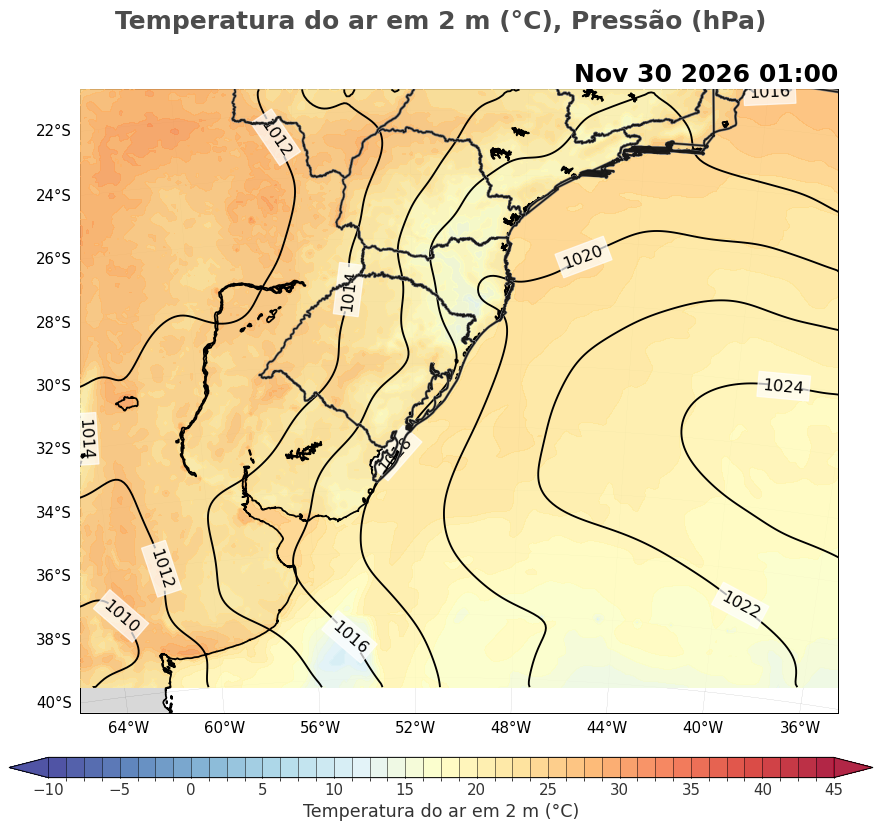 Temperatura do ar em 2 m (°C), Pressão (hPa)
Nov 30 2026 01:00
1016
22°S
1012
24°S
26°S
1020
1014
28°S
30°S
1024
1014
32°S
1016
34°S
1012
36°S
1010
1022
1016
38°S
40°S
64°W 60°W 56°W 52°W 48°W 44°W 40°W 36°W
−10 −5 0 5 10 15 20 25 30 35 40 45
Temperatura do ar em 2 m (°C)